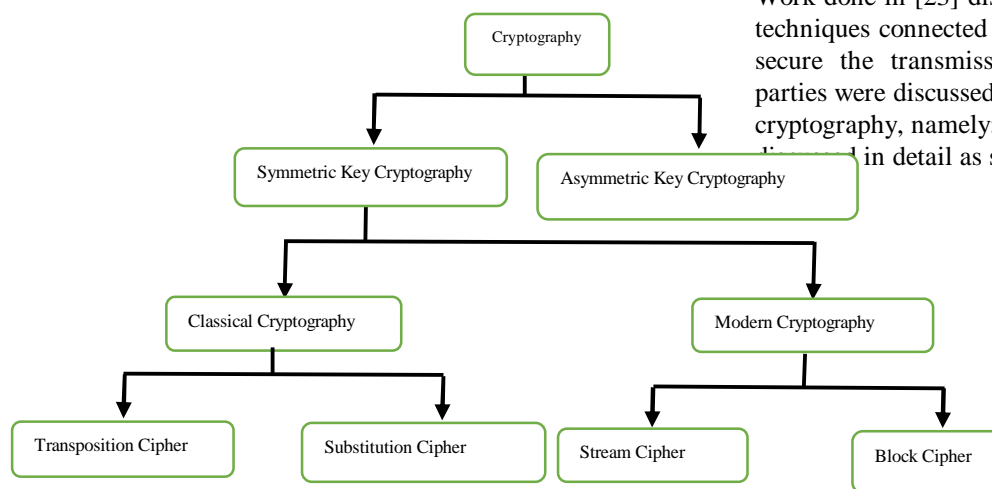 Cryptography
techniques connected
secure the transmiss
parties were discussed
cryptography, namely
in detail as s
Symmetric Key Cryptography
Asymmetric Key Cryptography
Classical Cryptography
Modern Cryptography
Transposition Cipher
Substitution Cipher
Stream Cipher
Block Cipher